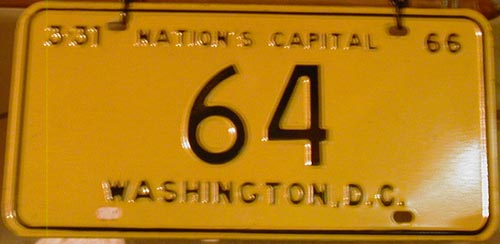 3-31 NATION'S CAPITAL 66
64
WASHINGTON, D.C.